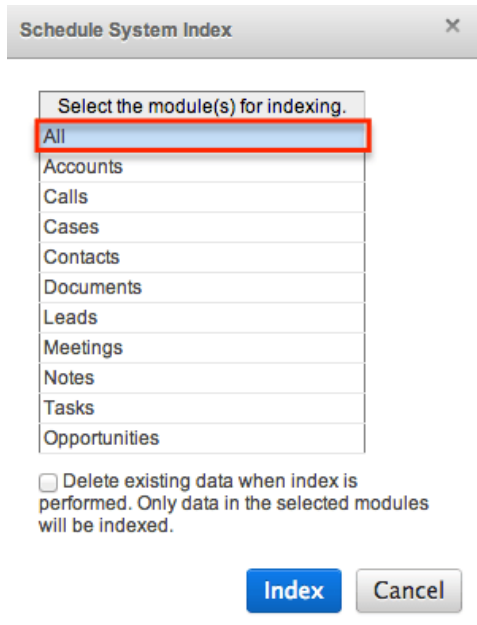 Schedule System Index ×
Select the module(s) for indexing.
All
Accounts
Calls
Cases
Contacts
Documents
Leads
Meetings
Notes
Tasks
Opportunities
Delete existing data when index is
performed. Only data in the selected modules
will be indexed.
Index Cancel